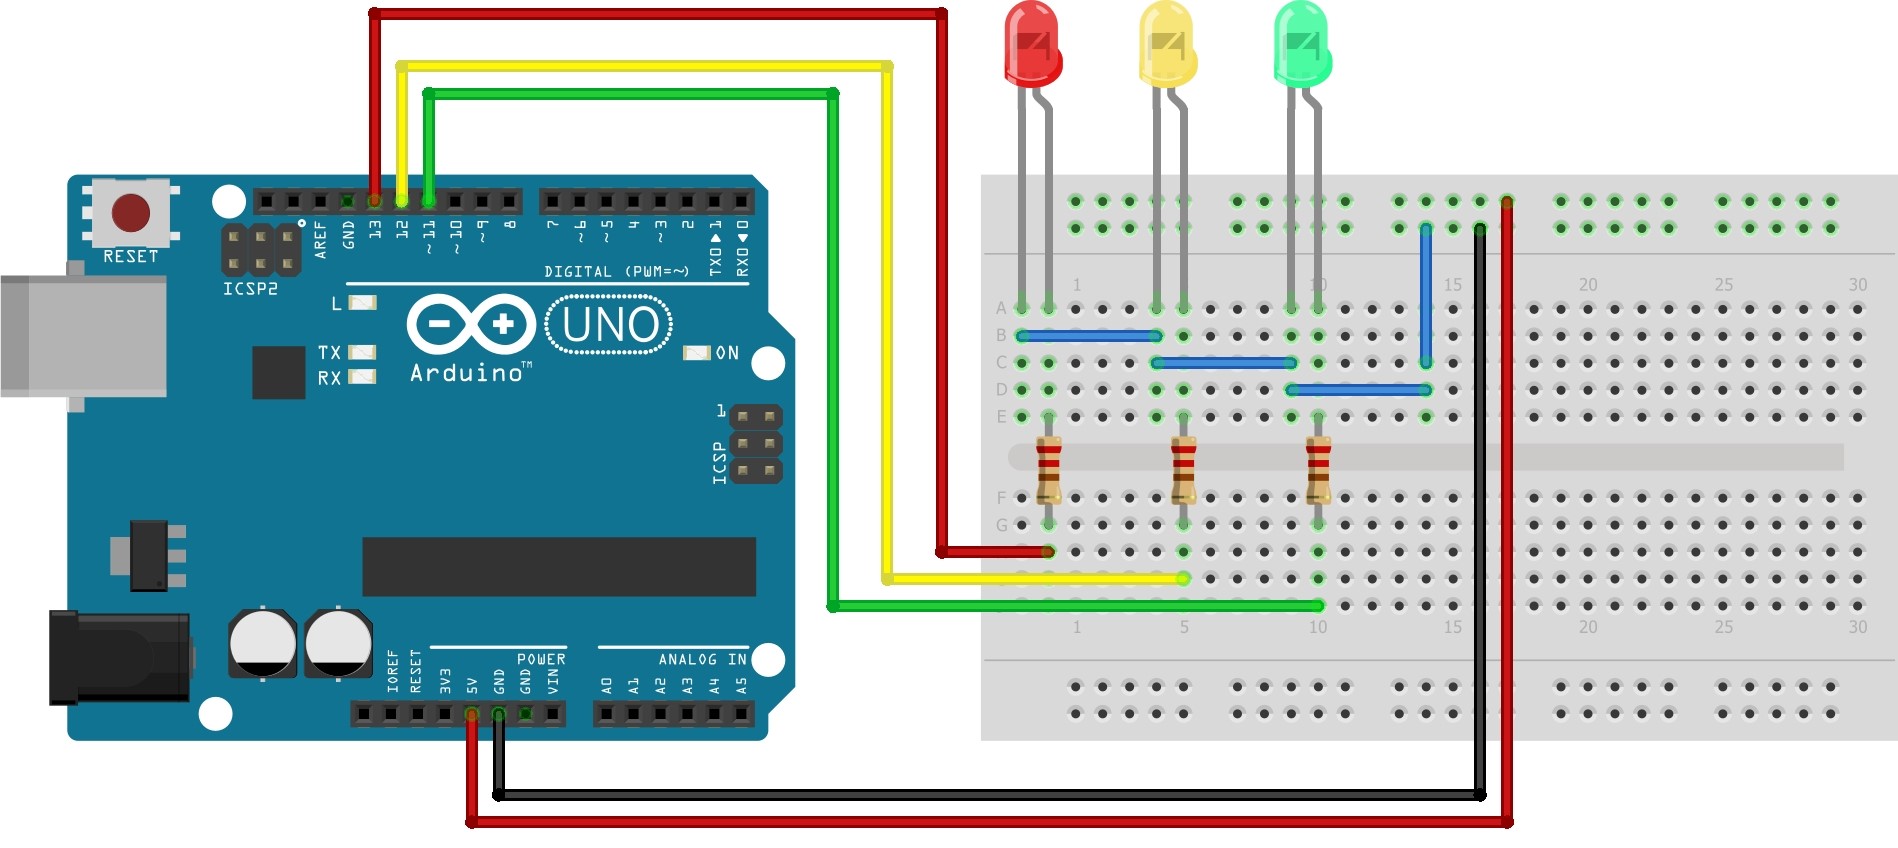 RESET
ICSP2
AREF
GND
13
12
~11
~10
~9
8
7
~6
~5
4
~3
2
TXD▶1
RXD◀0
DIGITAL (PWM=~)
L
TX
RX
UNO
Arduino™
ON
1
ICSP
POWER
ANALOG IN
IOREF
RESET
3V3
5V
GND
GND
VIN
A0
A1
A2
A3
A4
A5
1 10 15 20 25 30
A
B
C
D
E
F
G
1 5 10 15 20 25 30